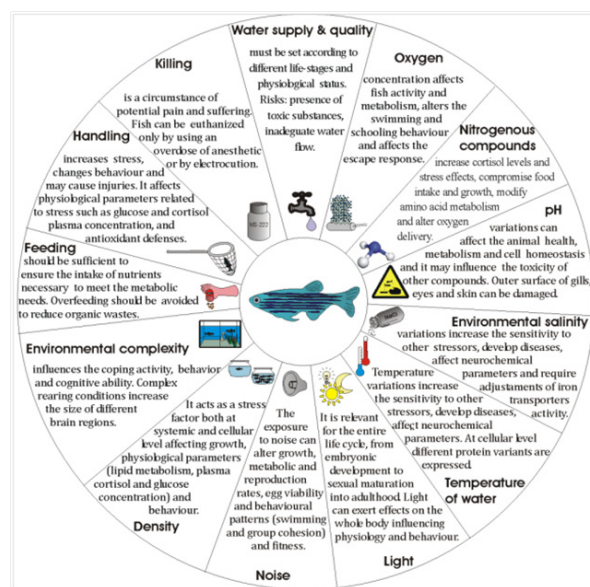 Water supply & quality
must be set according to
different life-stages and
physiological status.
Risks: presence of
toxic substances,
inadeguate water
flow.
Oxygen
concentration affects
fish activity and
metabolism, alters the
swimming and
schooling behaviour
and affects the
escape response.
Nitrogenous
compounds
increase cortisol levels and
stress effects, compromise food
intake and growth, modify
amino acid metabolism
and alter oxygen
delivery.
pH
variations can
affect the animal health,
metabolism and cell homeostasis
and it may influence the toxicity of
other compounds. Outer surface of gills,
eyes and skin can be damaged.
Environmental salinity
variations increase the sensitivity to
other stressors, develop diseases,
affect neurochemical
parameters and require
adjustaments of iron
transporters
activity.
Temperature
variations increase
the sensitivity to other
stressors, develop diseases,
affect neurochemical
parameters. At cellular level
different protein variants are
expressed.
Temperature
of water
It is relevant
for the entire
life cycle, from
embryonic
development to
sexual maturation
into adulthood. Light
can exert effects on the
whole body influencing
physiology and behaviour.
Light
The
exposure
to noise can
alter growth,
metabolic and
reproduction
rates, egg viability
and behavioural
patterns (swimming
and group cohesion)
and fitness.
Noise
It acts as a stress
factor both at
systemic and cellular
level affecting growth,
physiological parameters
(lipid metabolism, plasma
cortisol and glucose
concentration) and
behaviour.
Density
Environmental complexity
influences the coping activity, behavior
and cognitive ability. Complex
rearing conditions increase
the size of different
brain regions.
Feeding
should be sufficient to
ensure the intake of nutrients
necessary to meet the metabolic
needs. Overfeeding should be avoided
to reduce organic wastes.
Handling
increases stress,
changes behaviour and
may cause injuries. It affects
physiological parameters related
to stress such as glucose and cortisol
plasma concentration, and
antioxidant defenses.
Killing
is a circumstance of
potential pain and suffering.
Fish can be euthanized
only by using an
overdose of anesthetic
or by electrocution.
MS-222